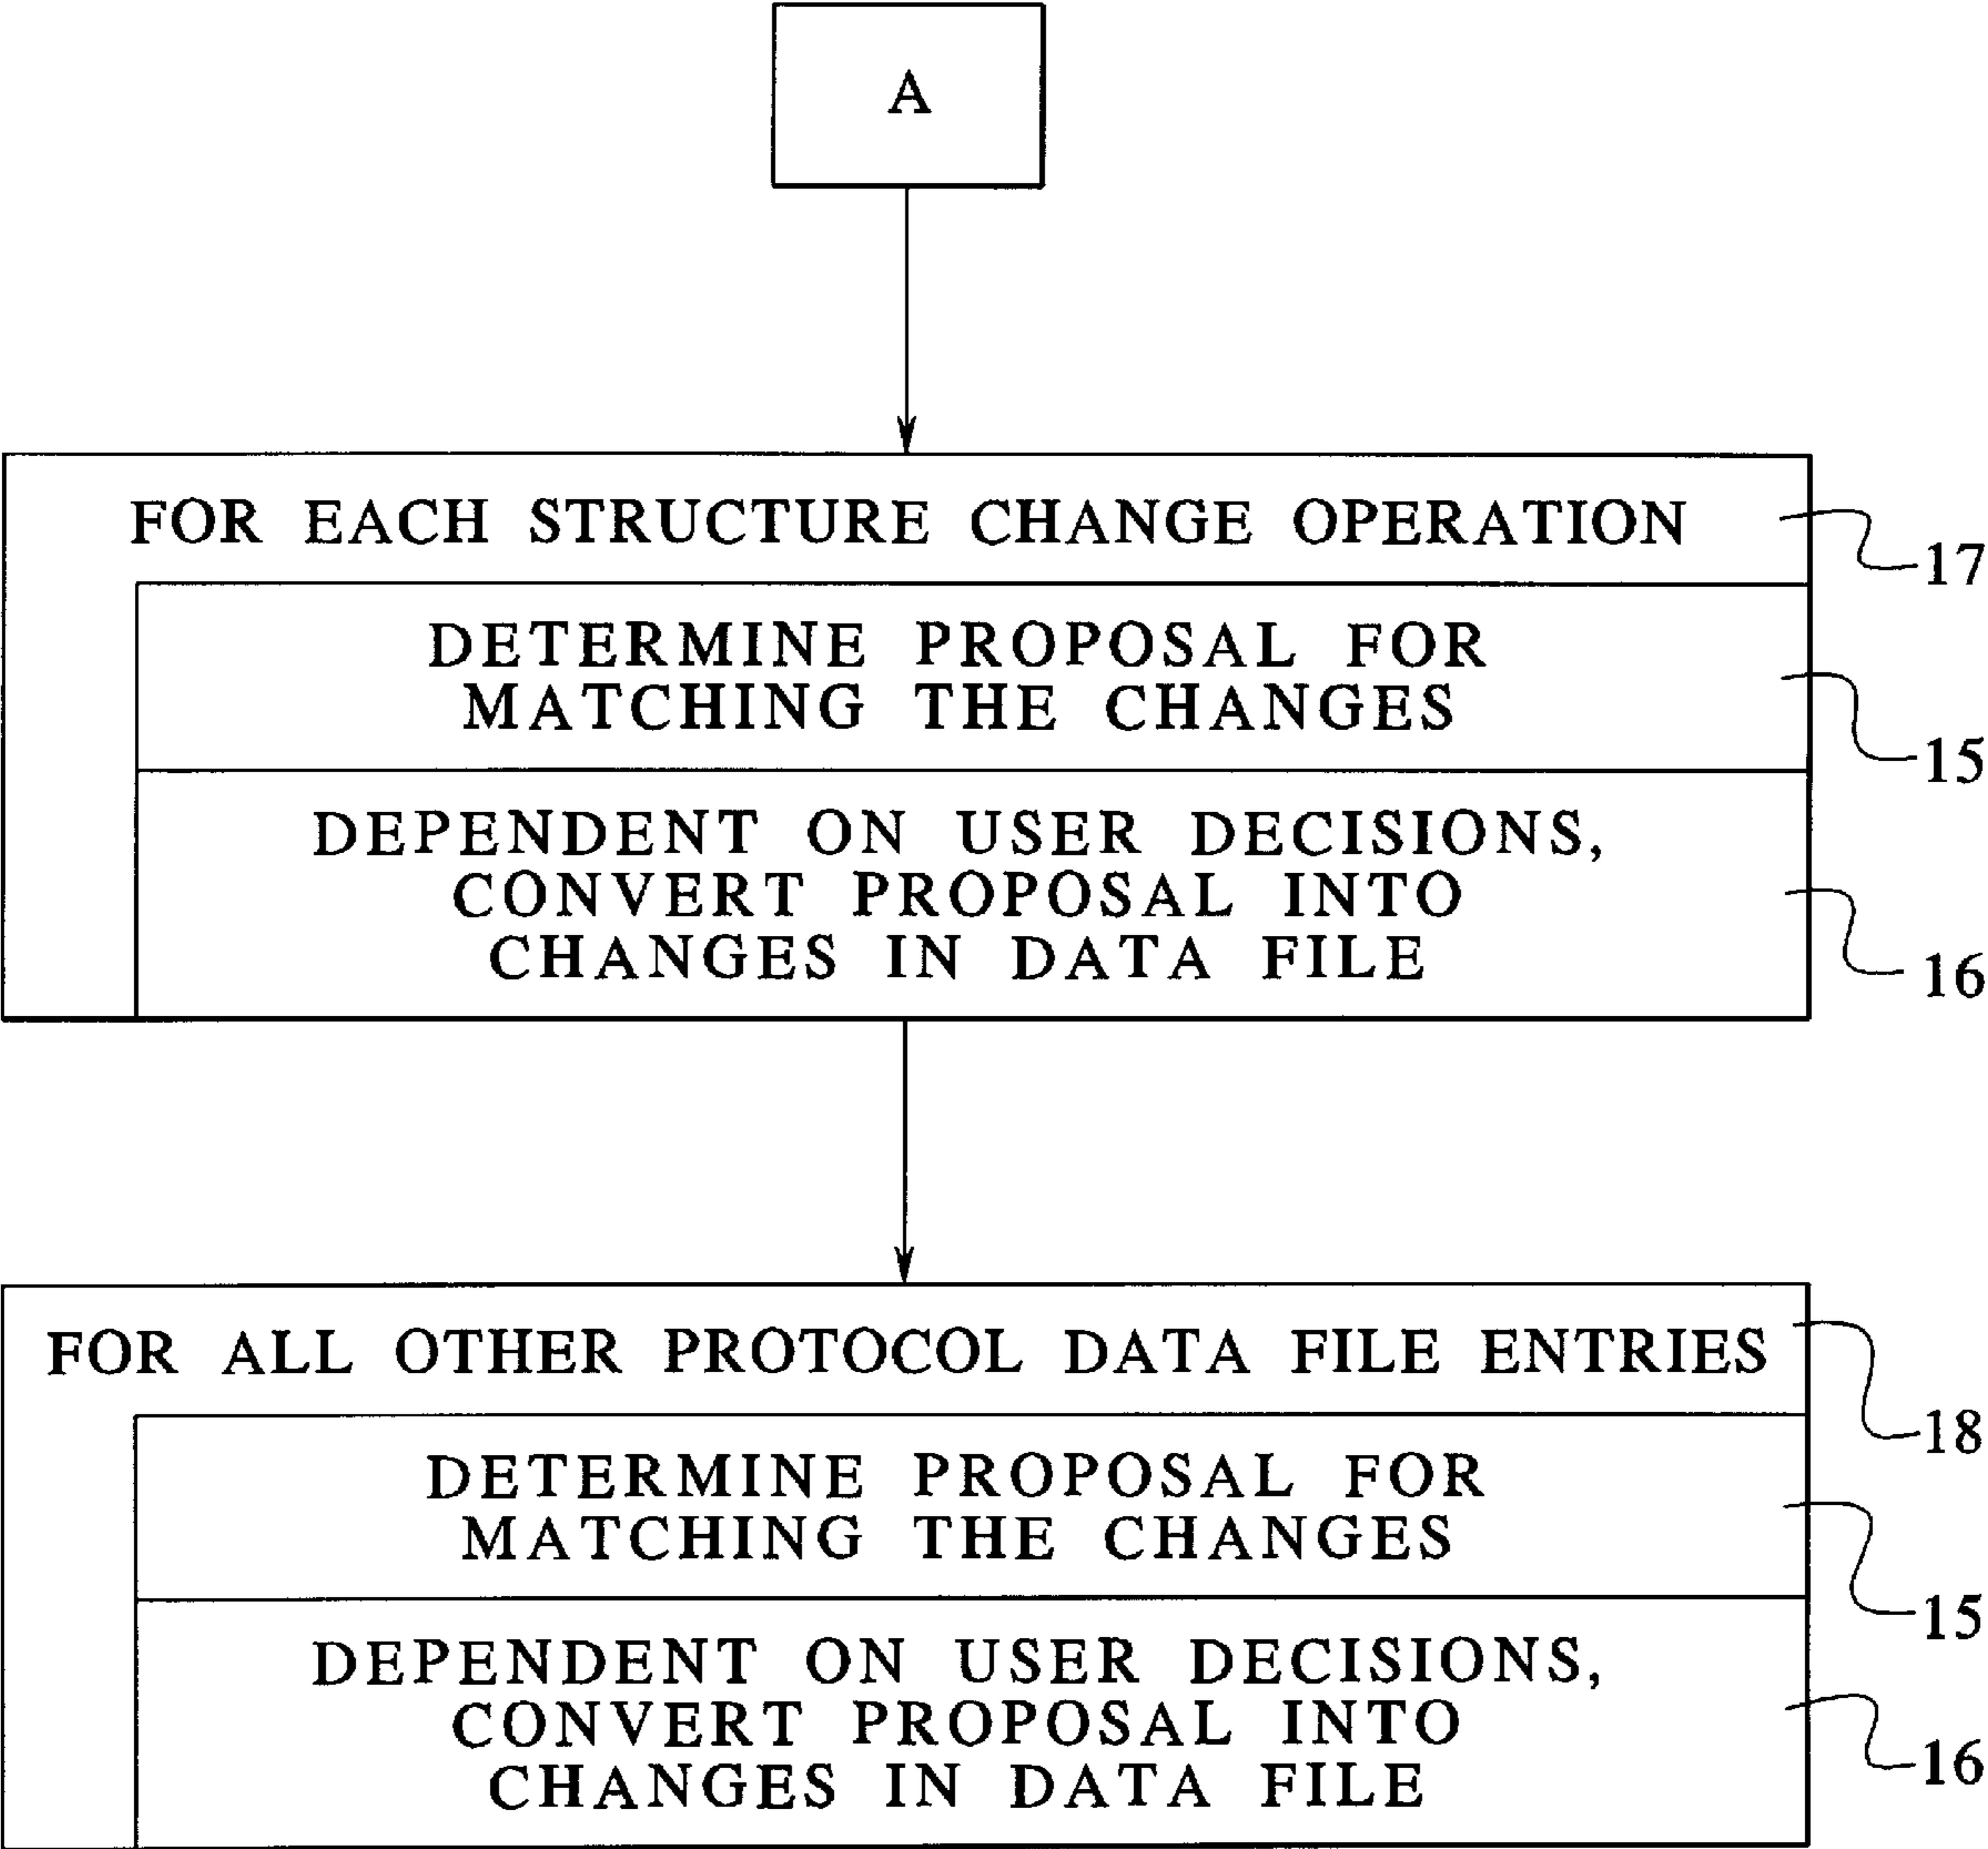 A
FOR EACH STRUCTURE CHANGE OPERATION
17
DETERMINE PROPOSAL FOR
MATCHING THE CHANGES
15
DEPENDENT ON USER DECISIONS,
CONVERT PROPOSAL INTO
CHANGES IN DATA FILE
16
FOR ALL OTHER PROTOCOL DATA FILE ENTRIES
18
DETERMINE PROPOSAL FOR
MATCHING THE CHANGES
15
DEPENDENT ON USER DECISIONS,
CONVERT PROPOSAL INTO
CHANGES IN DATA FILE
16